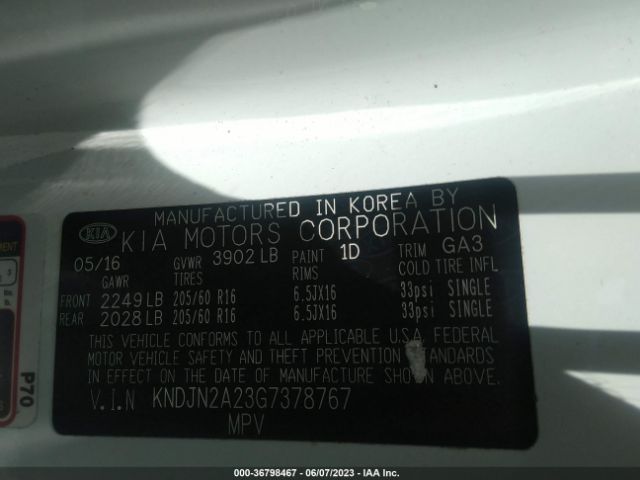 MANUFACTURED IN KOREA BY
KIA KIA MOTORS CORPORATION
05/16 GVWR 3902 LB PAINT 1D TRIM GA3
GAWR TIRES RIMS COLD TIRE INFL
FRONT 2249 LB 205/60 R16 6.5JX16 33psi SINGLE
REAR 2028 LB 205/60 R16 6.5JX16 33psi SINGLE
THIS VEHICLE CONFORMS TO ALL APPLICABLE U.S.A. FEDERAL
MOTOR VEHICLE SAFETY AND THEFT PREVENTION STANDARDS
IN EFFECT ON THE DATE OF MANUFACTURE SHOWN ABOVE.
V.I.N KNDJN2A23G7378767
MPV
P70
000-36798467 - 06/07/2023 - IAA Inc.